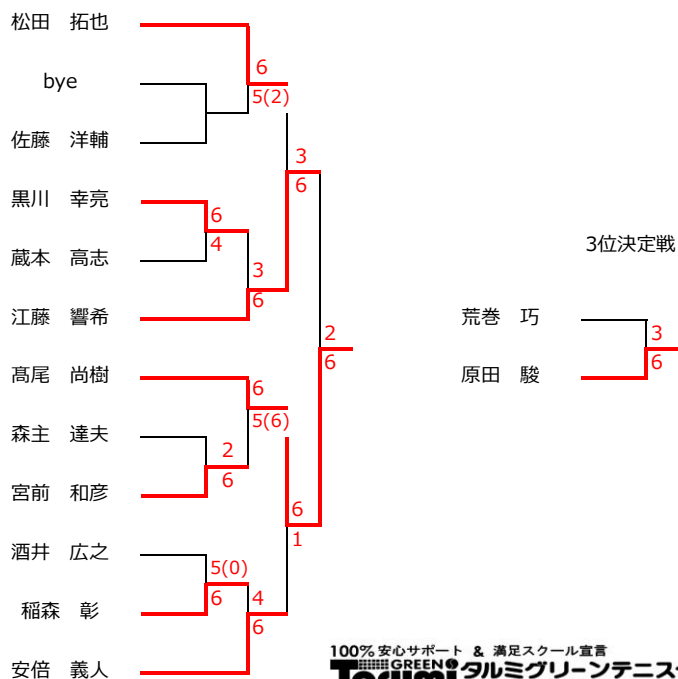 松田　拓也
6
bye
5(2)
佐藤　洋輔
3
黒川　幸亮
6
6
4
蔵本　高志
3位決定戦
3
江藤　響希
6
荒巻　巧
2
3
髙尾　尚樹
6
6
原田　駿
6
5(6)
森主　達夫
2
宮前　和彦
6
6
1
酒井　広之
5(0)
稲森　彰
6
4
6
安倍　義人
100%安心サポート & 満足スクール宣言
GREEN
Tarumi タルミグリーンテニス